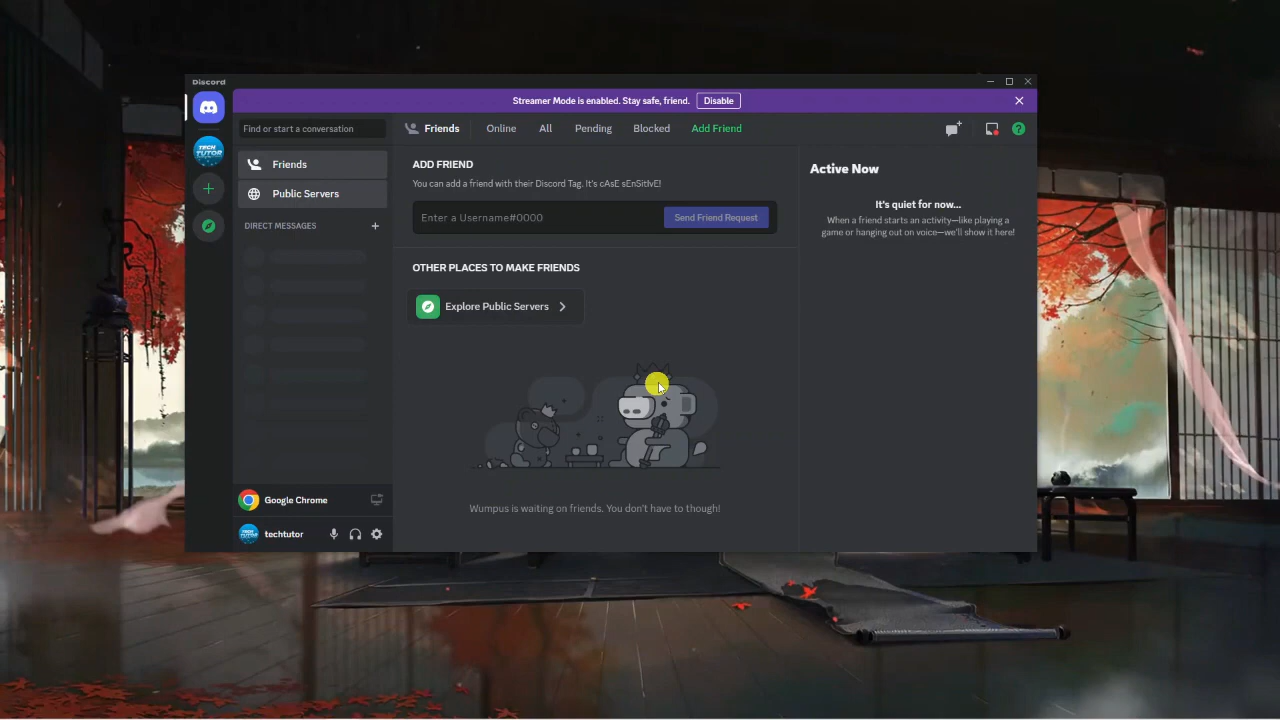 Discord
Streamer Mode is enabled. Stay safe, friend.
Disable
Find or start a conversation
Friends
Online
All
Pending
Blocked
Add Friend
TECH
TUTOR
Friends
Public Servers
DIRECT MESSAGES
Google Chrome
techtutor
ADD FRIEND
You can add a friend with their Discord Tag. It's cAsE sEnSitIvE!
Enter a Username#0000
Send Friend Request
OTHER PLACES TO MAKE FRIENDS
Explore Public Servers
Wumpus is waiting on friends. You don't have to though!
Active Now
It's quiet for now...
When a friend starts an activity—like playing a
game or hanging out on voice—we'll show it here!